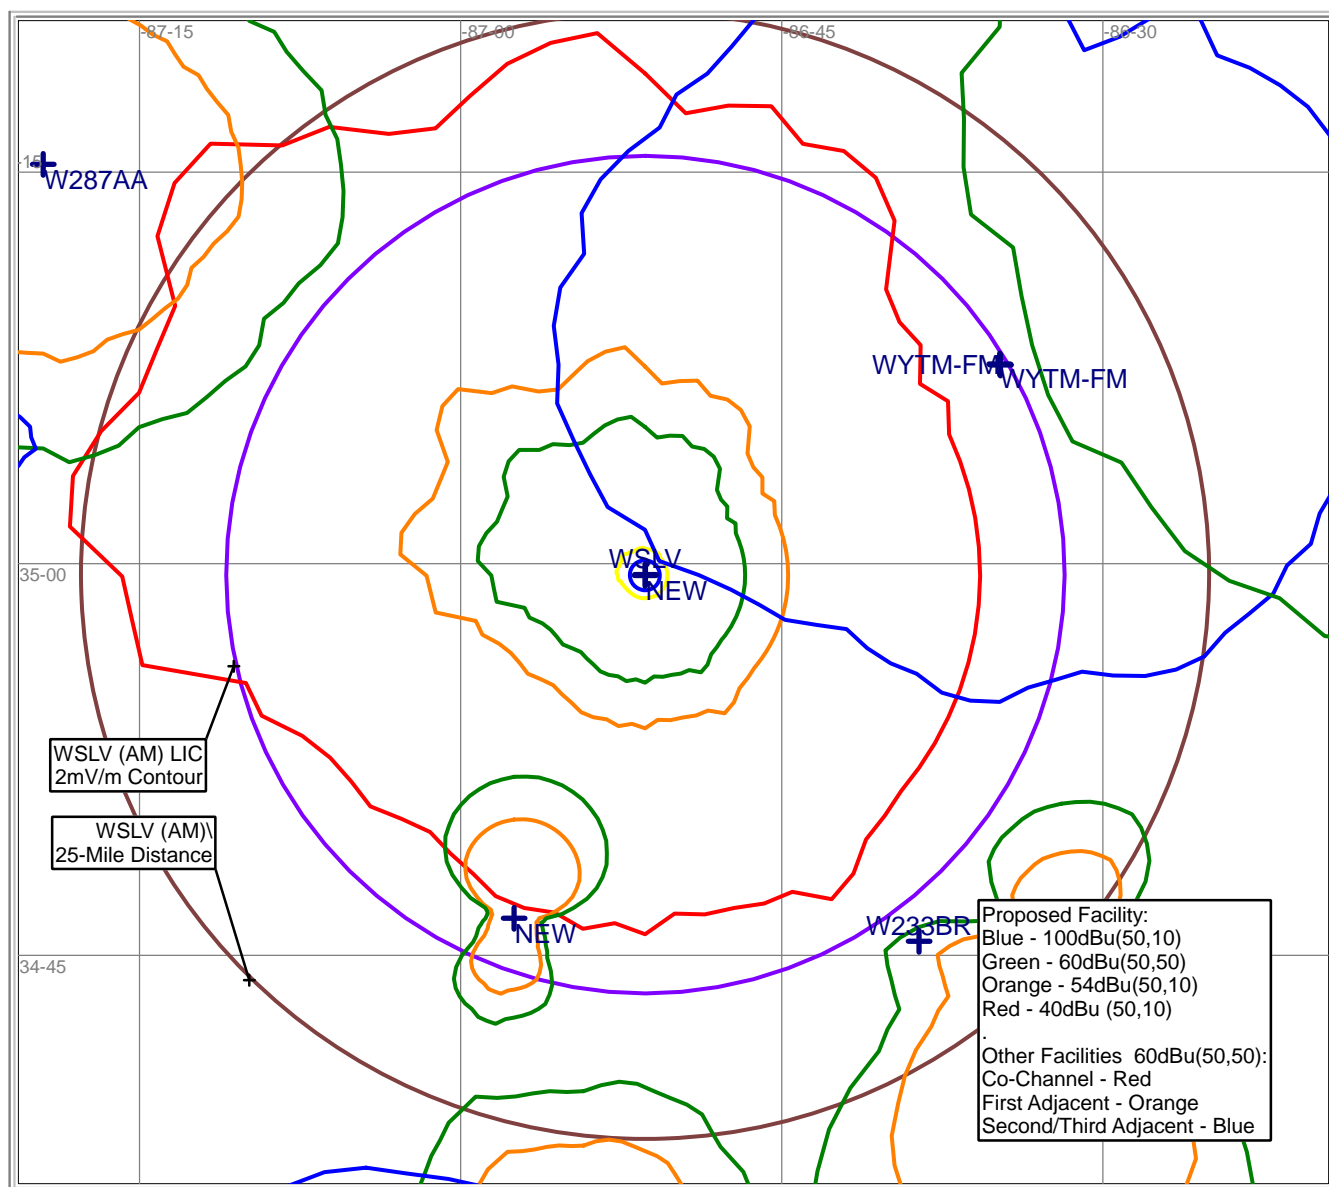 -87-15
-87-00
-86-45
-86-30
-15
W287AA
WYTM-FM
WYTM-FM
WSLV
35-00
NEW
WSLV (AM) LIC
2mV/m Contour
WSLV (AM)\
25-Mile Distance
NEW
W233BR
34-45
Proposed Facility:
Blue - 100dBu(50,10)
Green - 60dBu(50,50)
Orange - 54dBu(50,10)
Red - 40dBu (50,10)
.
Other Facilities  60dBu(50,50):
Co-Channel - Red
First Adjacent - Orange
Second/Third Adjacent - Blue